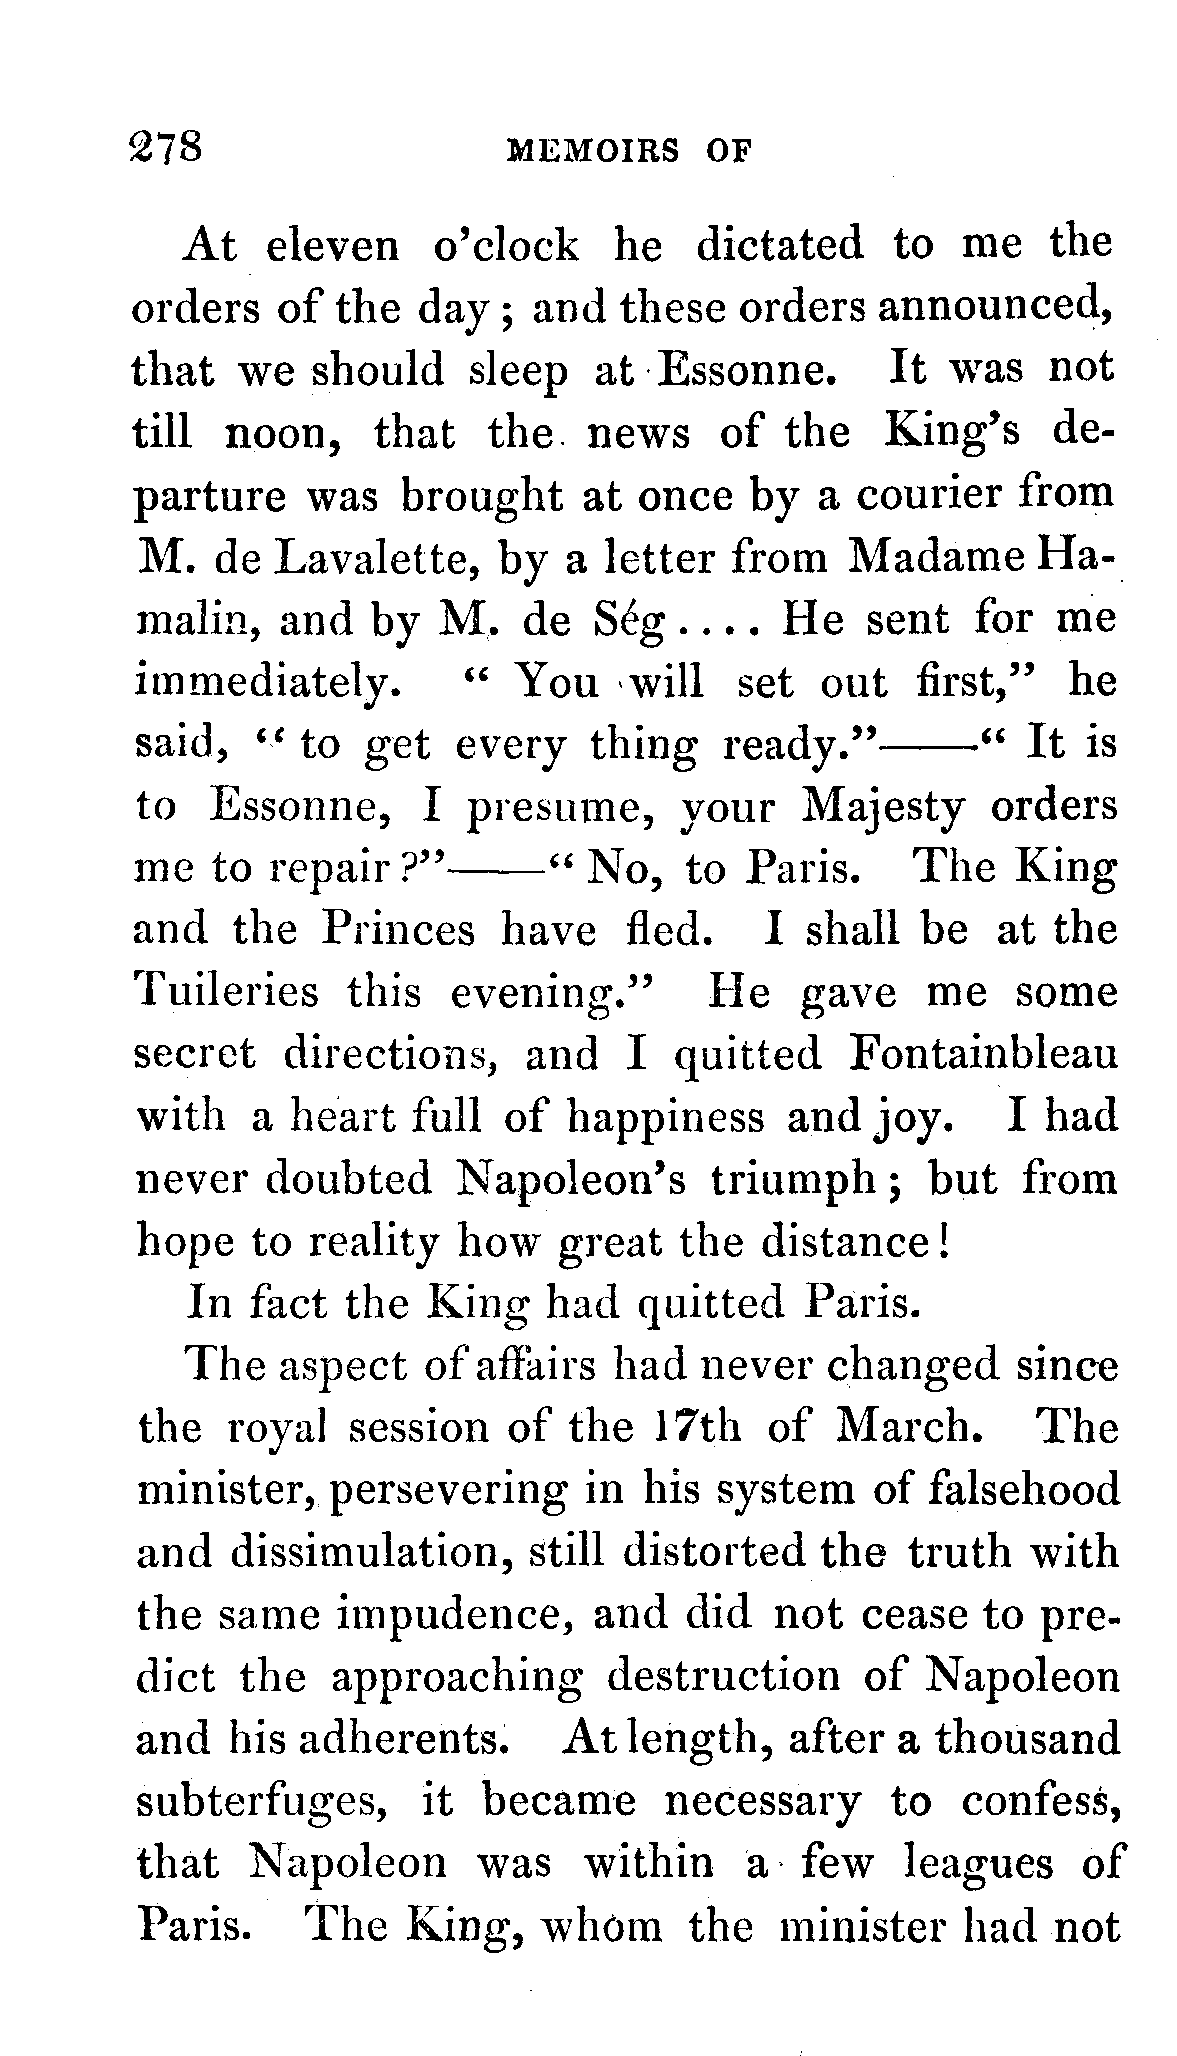 278 MEMOIRS OF
At eleven o'clock he dictated to me the
orders of the day; and these orders announced,
that we should sleep at Essonne. It was not
till noon, that the news of the King's de-
parture was brought at once by a courier from
M. de Lavalette, by a letter from Madame Ha-
malin, and by M. de Ség.... He sent for me
immediately. "You will set out first," he
said, "to get every thing ready."——"It is
to Essonne, I presume, your Majesty orders
me to repair?"——"No, to Paris. The King
and the Princes have fled. I shall be at the
Tuileries this evening." He gave me some
secret directions, and I quitted Fontainbleau
with a heart full of happiness and joy. I had
never doubted Napoleon's triumph; but from
hope to reality how great the distance!
In fact the King had quitted Paris.
The aspect of affairs had never changed since
the royal session of the 17th of March. The
minister, persevering in his system of falsehood
and dissimulation, still distorted the truth with
the same impudence, and did not cease to pre-
dict the approaching destruction of Napoleon
and his adherents. At length, after a thousand
subterfuges, it became necessary to confess,
that Napoleon was within a few leagues of
Paris. The King, whom the minister had not